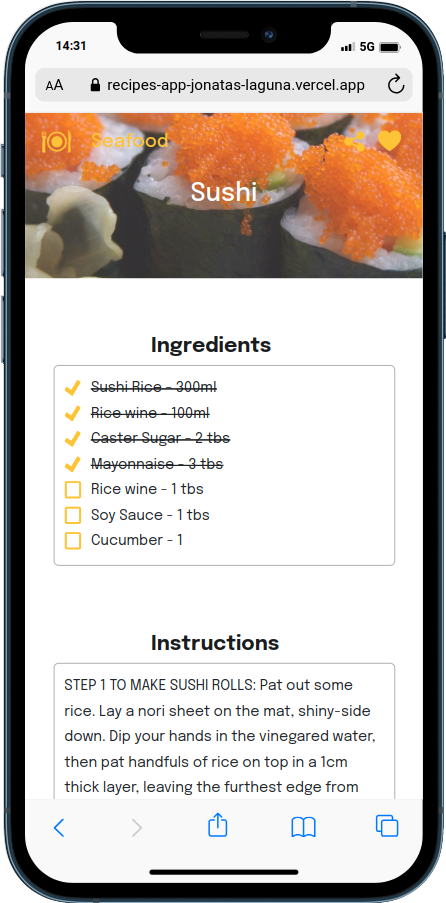 14:31
5G
AA
recipes-app-jonatas-laguna.vercel.app
Seafood
Sushi
Ingredients
Sushi Rice - 300ml
Rice wine - 100ml
Caster Sugar - 2 tbs
Mayonnaise - 3 tbs
Rice wine - 1 tbs
Soy Sauce - 1 tbs
Cucumber - 1
Instructions
STEP 1 TO MAKE SUSHI ROLLS: Pat out some
rice. Lay a nori sheet on the mat, shiny-side
down. Dip your hands in the vinegared water,
then pat handfuls of rice on top in a 1cm
thick layer, leaving the furthest edge from